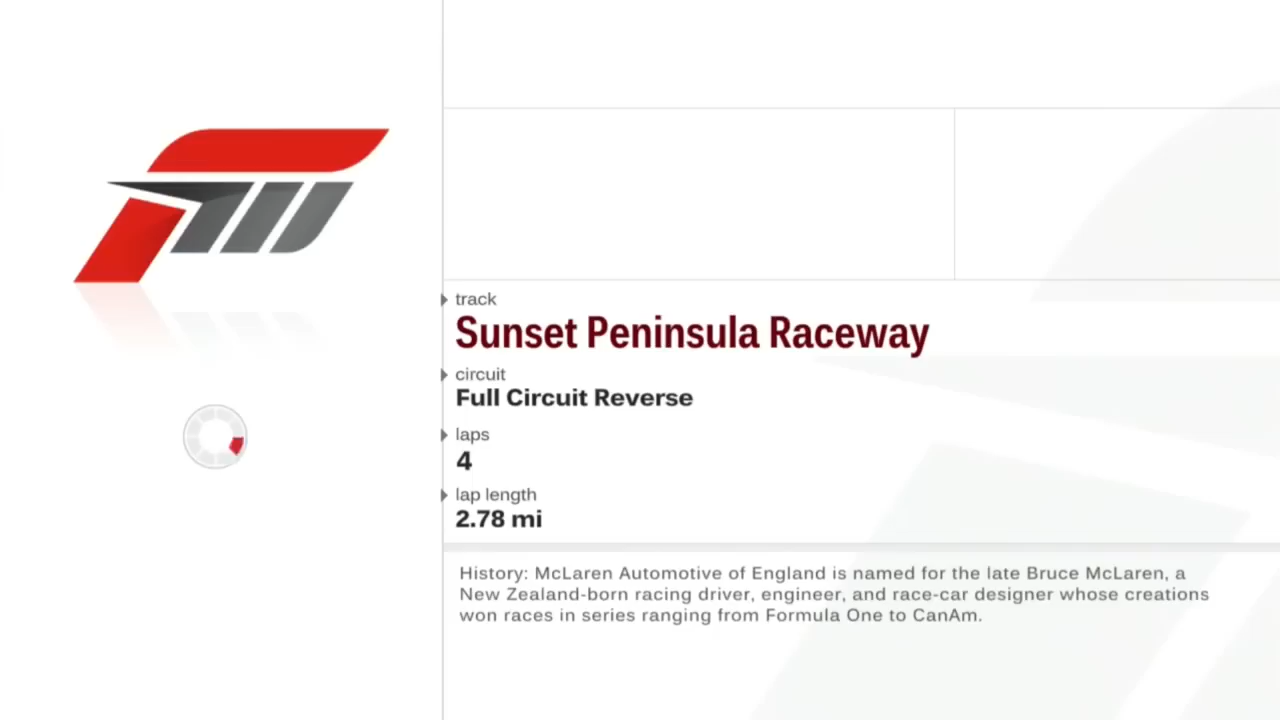 track
Sunset Peninsula Raceway
circuit
Full Circuit Reverse
laps
4
lap length
2.78 mi
History: McLaren Automotive of England is named for the late Bruce McLaren, a
New Zealand-born racing driver, engineer, and race-car designer whose creations
won races in series ranging from Formula One to CanAm.